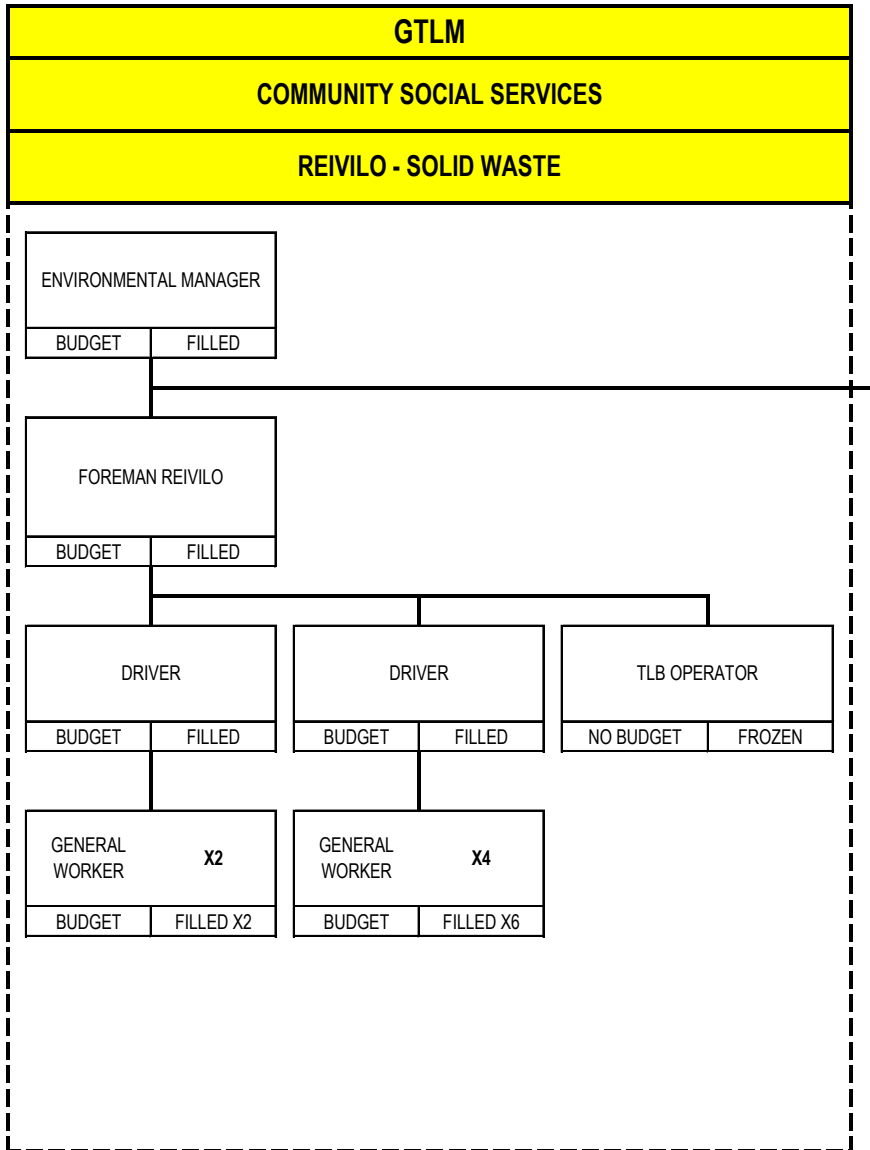 GTLM
COMMUNITY SOCIAL SERVICES
REIVILO - SOLID WASTE
ENVIRONMENTAL MANAGER
BUDGET FILLED
FOREMAN REIVILO
BUDGET FILLED
DRIVER
BUDGET FILLED
DRIVER
BUDGET FILLED
TLB OPERATOR
NO BUDGET FROZEN
GENERAL
WORKER
X2
BUDGET FILLED X2
GENERAL
WORKER
X4
BUDGET FILLED X6